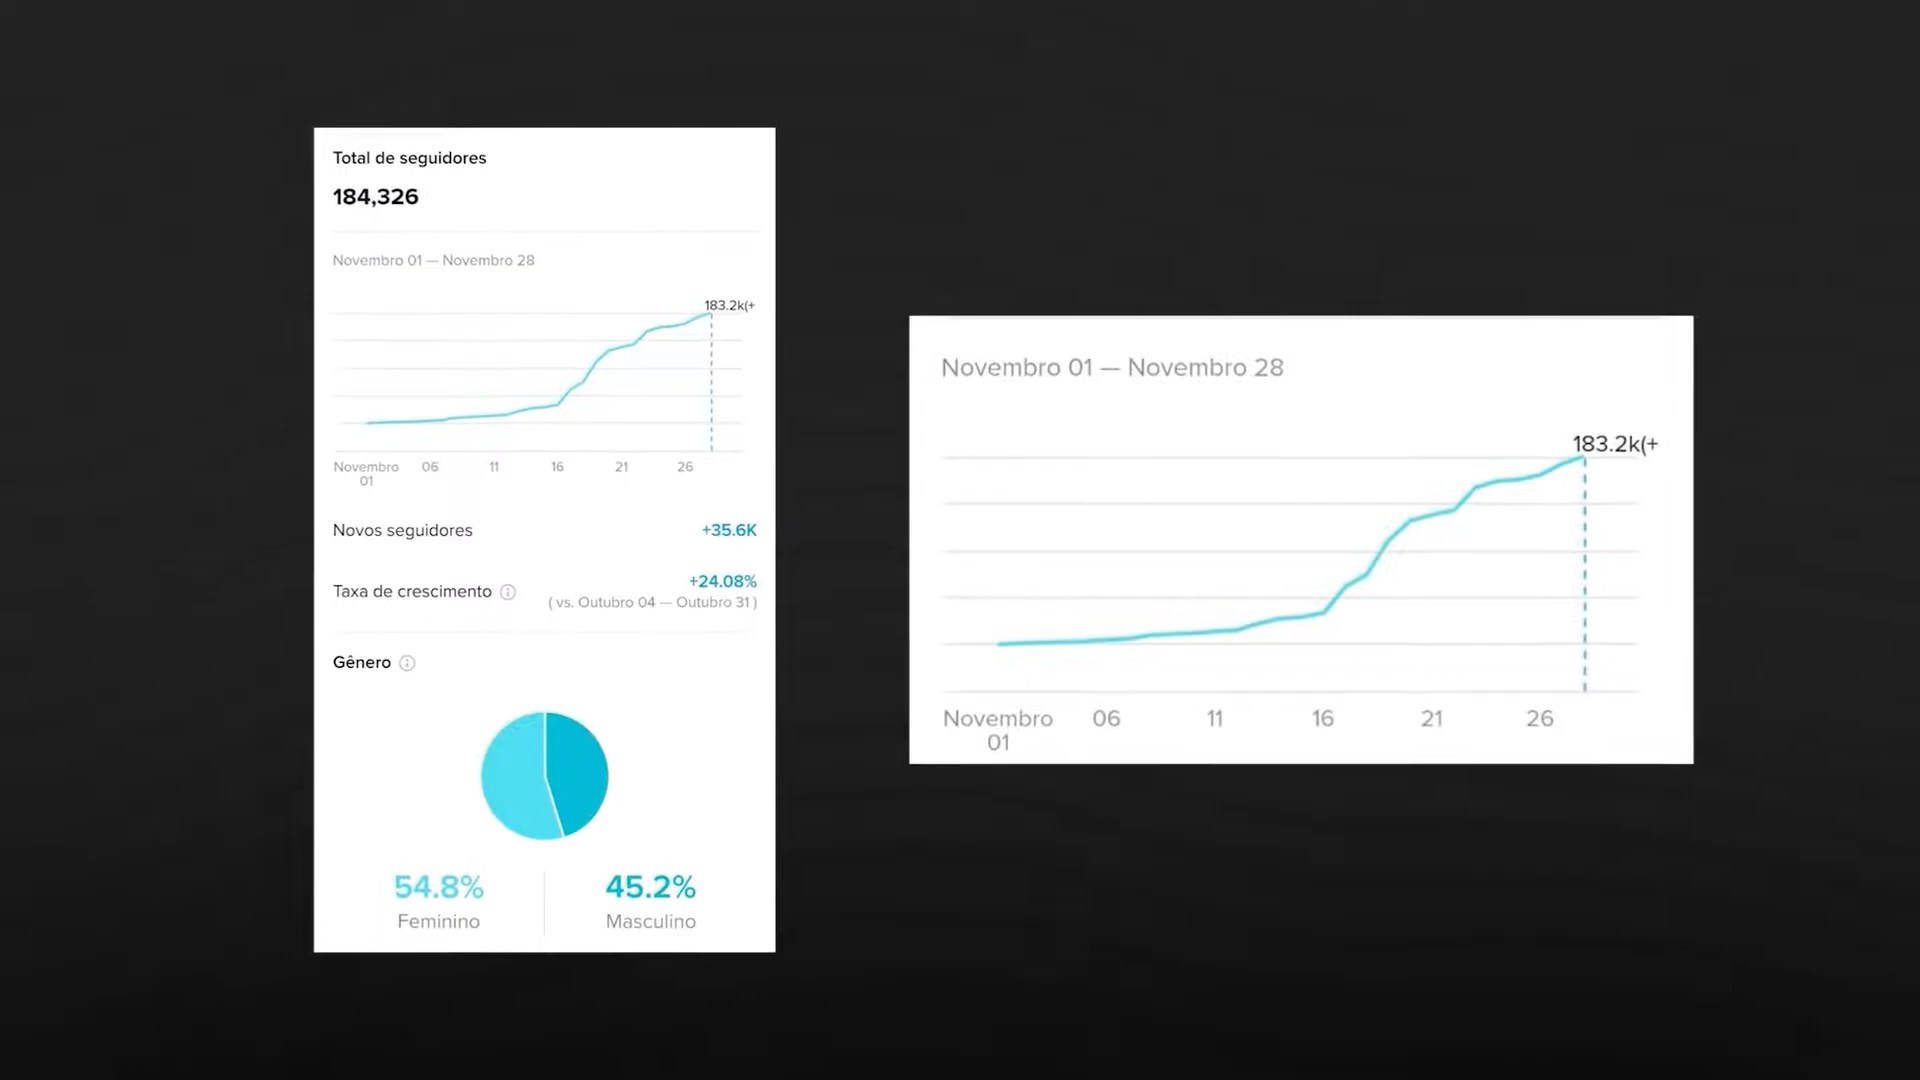 Total de seguidores
184,326
Novembro 01 — Novembro 28
183.2k(+
Novembro 06 11 16 21 26
01
Novos seguidores +35.6K
Taxa de crescimento +24.08%
( vs. Outubro 04 — Outubro 31 )
Gênero
54.8% 45.2%
Feminino Masculino
Novembro 01 — Novembro 28
183.2k(+
Novembro 06 11 16 21 26
01